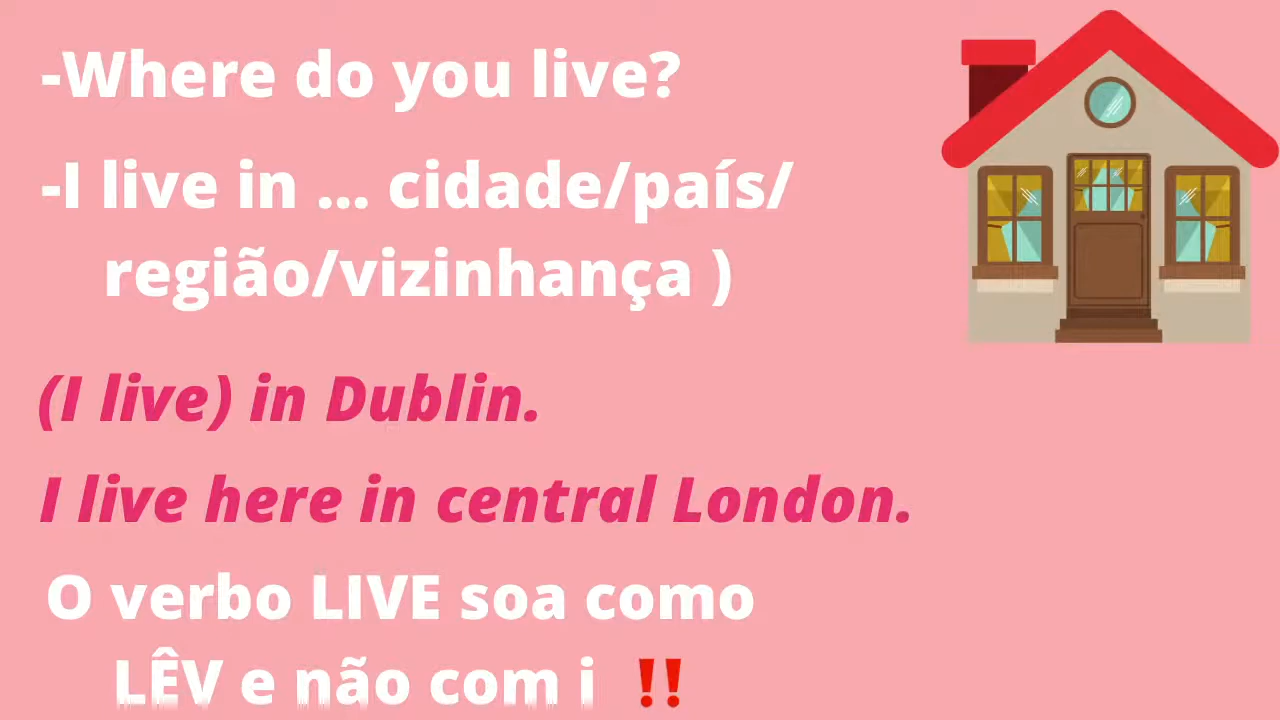 -Where do you live?
-I live in ... cidade/país/
região/vizinhança )
(I live) in Dublin.
I live here in central London.
O verbo LIVE soa como
LÊV e não com i ‼️